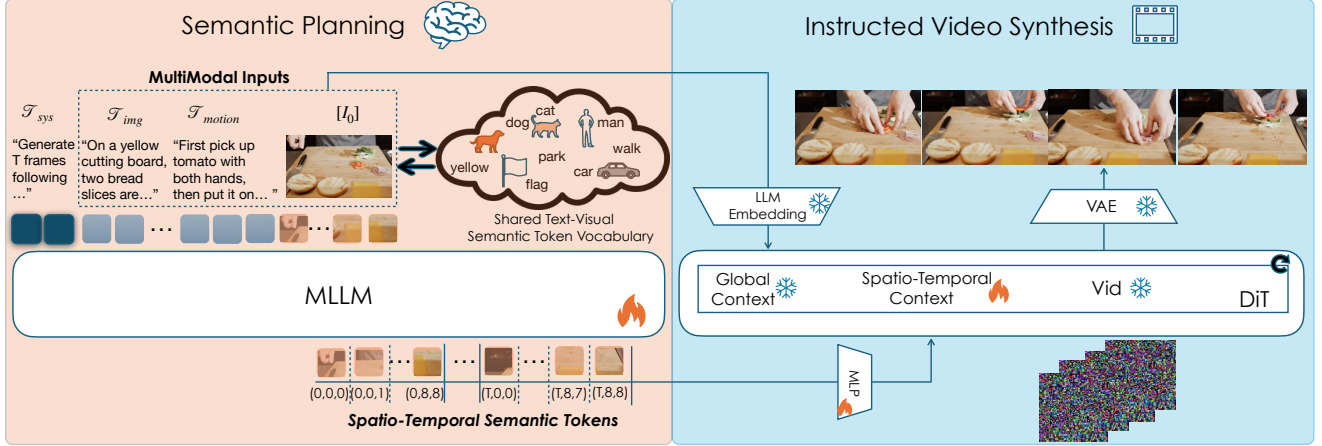 Semantic Planning
MultiModal Inputs
𝒯sys
𝒯img
𝒯motion
[I0]
“Generate
T frames
following
...”
“On a yellow
cutting board,
two bread
slices are...”
“First pick up
tomato with
both hands,
then put it on... ”
...
...
cat
dog
man
walk
park
yellow
car
flag
Shared Text-Visual
Semantic Token Vocabulary
MLLM
... ... ...
(0,0,0) (0,0,1) (0,8,8) (T,0,0) (T,8,7) (T,8,8)
Spatio-Temporal Semantic Tokens
Instructed Video Synthesis
LLM
Embedding
VAE
Global
Context
Spatio-Temporal
Context
Vid
DiT
MLP